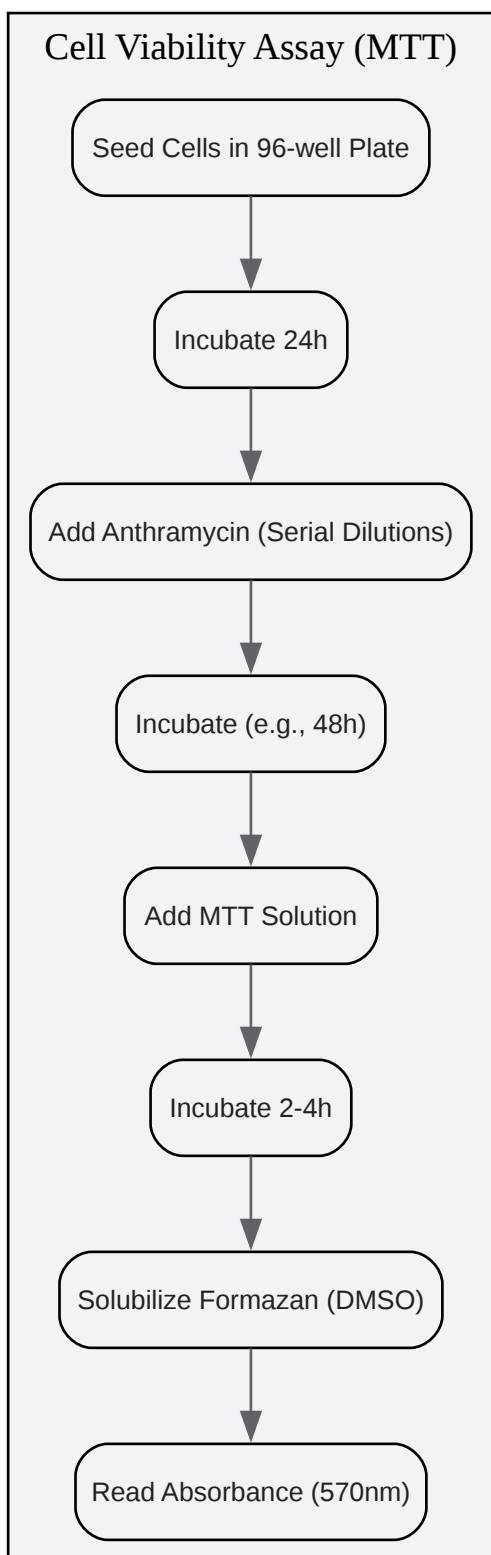 Cell Viability Assay (MTT)
Seed Cells in 96-well Plate
Incubate 24h
Add Anthramycin (Serial Dilutions)
Incubate (e.g., 48h)
Add MTT Solution
Incubate 2-4h
Solubilize Formazan (DMSO)
Read Absorbance (570nm)